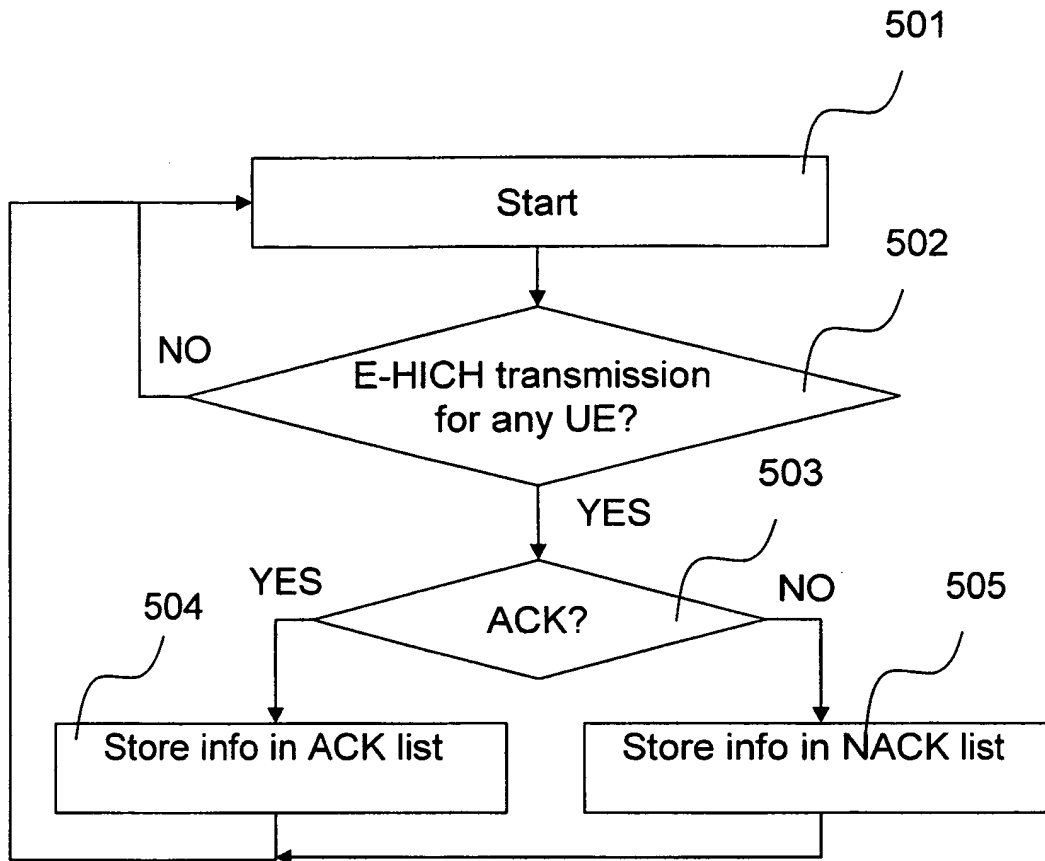 501
Start
502
NO
E-HICH transmission
for any UE?
503
YES
YES
NO
504
505
ACK?
Store info in ACK list
Store info in NACK list